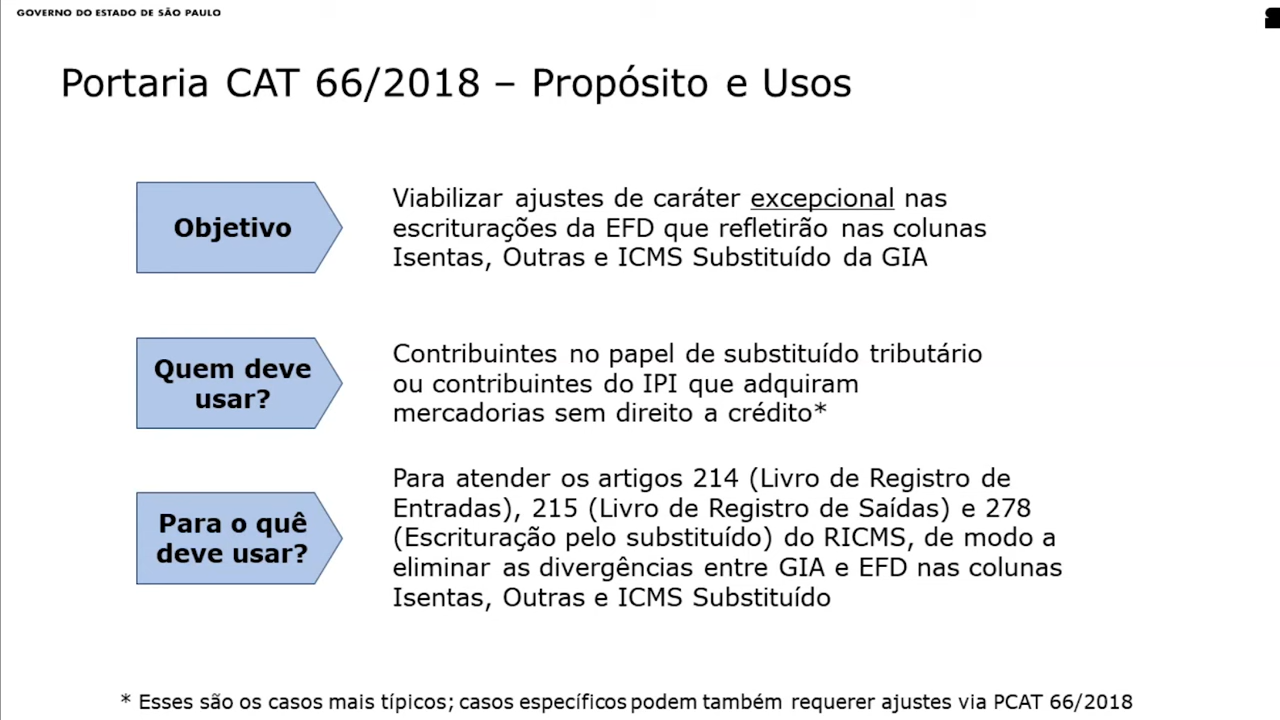 GOVERNO DO ESTADO DE SÃO PAULO
Portaria CAT 66/2018 – Propósito e Usos
Objetivo
Viabilizar ajustes de caráter excepcional nas
escriturações da EFD que refletirão nas colunas
Isentas, Outras e ICMS Substituído da GIA
Quem deve
usar?
Contribuintes no papel de substituído tributário
ou contribuintes do IPI que adquiram
mercadorias sem direito a crédito*
Para o quê
deve usar?
Para atender os artigos 214 (Livro de Registro de
Entradas), 215 (Livro de Registro de Saídas) e 278
(Escrituração pelo substituído) do RICMS, de modo a
eliminar as divergências entre GIA e EFD nas colunas
Isentas, Outras e ICMS Substituído
* Esses são os casos mais típicos; casos específicos podem também requerer ajustes via PCAT 66/2018